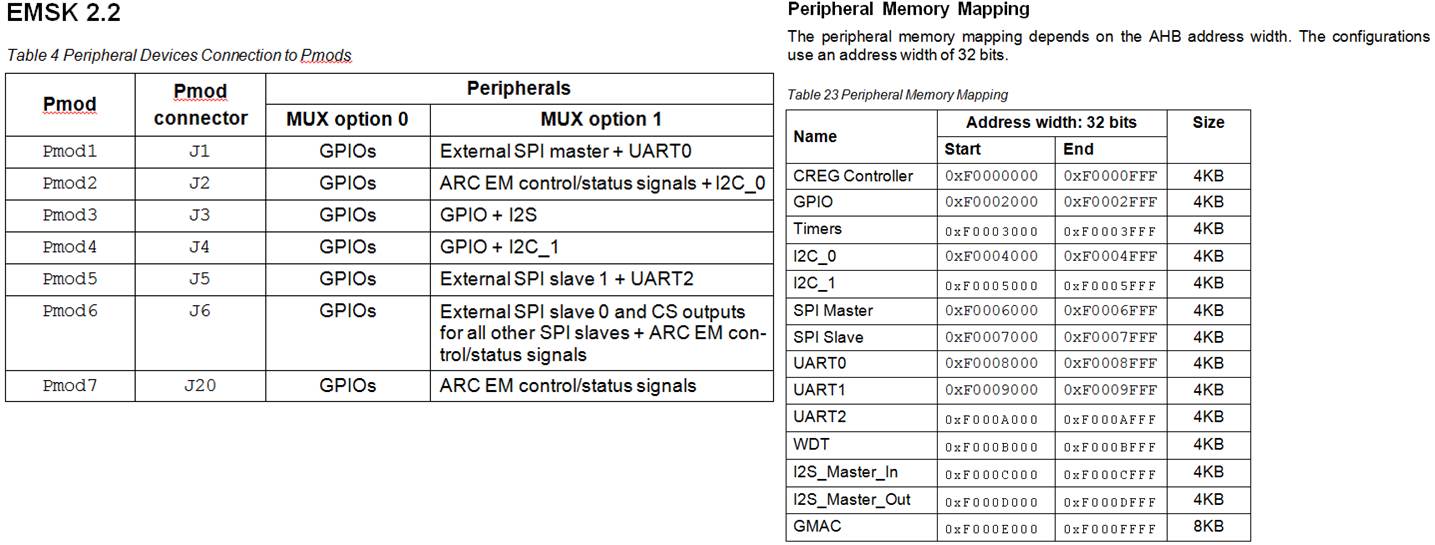 EMSK 2.2
Table 4 Peripheral Devices Connection to Pmods
Pmod Pmod connector Peripherals
MUX option 0 MUX option 1
Pmod1 J1 GPIOs External SPI master + UART0
Pmod2 J2 GPIOs ARC EM control/status signals + I2C_0
Pmod3 J3 GPIOs GPIO + I2S
Pmod4 J4 GPIOs GPIO + I2C_1
Pmod5 J5 GPIOs External SPI slave 1 + UART2
Pmod6 J6 GPIOs External SPI slave 0 and CS outputs
for all other SPI slaves + ARC EM con-
trol/status signals
Pmod7 J20 GPIOs ARC EM control/status signals
Peripheral Memory Mapping
The peripheral memory mapping depends on the AHB address width. The configurations
use an address width of 32 bits.
Table 23 Peripheral Memory Mapping
Name Address width: 32 bits Size
Start End
CREG Controller 0xF0000000 0xF0000FFF 4KB
GPIO 0xF0002000 0xF0002FFF 4KB
Timers 0xF0003000 0xF0003FFF 4KB
I2C_0 0xF0004000 0xF0004FFF 4KB
I2C_1 0xF0005000 0xF0005FFF 4KB
SPI Master 0xF0006000 0xF0006FFF 4KB
SPI Slave 0xF0007000 0xF0007FFF 4KB
UART0 0xF0008000 0xF0008FFF 4KB
UART1 0xF0009000 0xF0009FFF 4KB
UART2 0xF000A000 0xF000AFFF 4KB
WDT 0xF000B000 0xF000BFFF 4KB
I2S_Master_In 0xF000C000 0xF000CFFF 4KB
I2S_Master_Out 0xF000D000 0xF000DFFF 4KB
GMAC 0xF000E000 0xF000FFFF 8KB